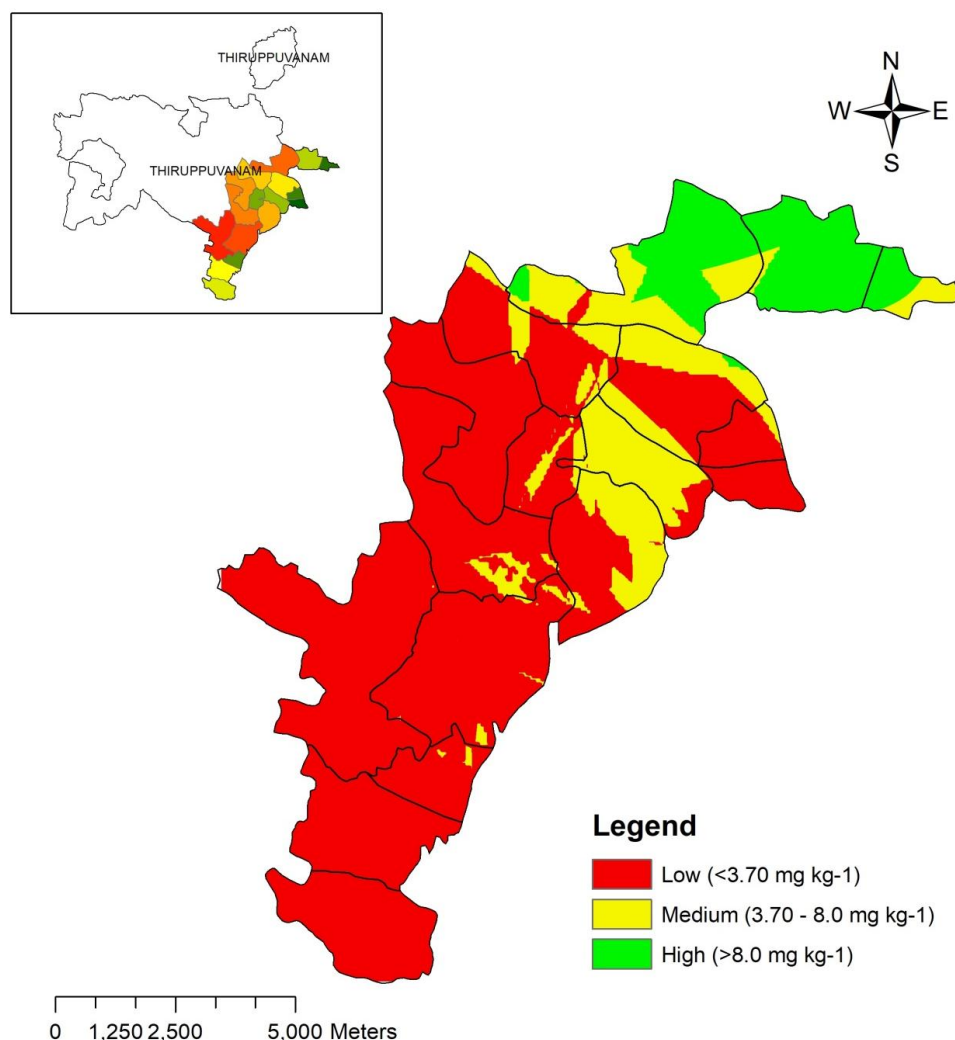 THIRUPPUVANAM
THIRUPPUVANAM
N
W E
S
Legend
Low (<3.70 mg kg-1)
Medium (3.70 - 8.0 mg kg-1)
High (>8.0 mg kg-1)
0 1,250 2,500 5,000 Meters